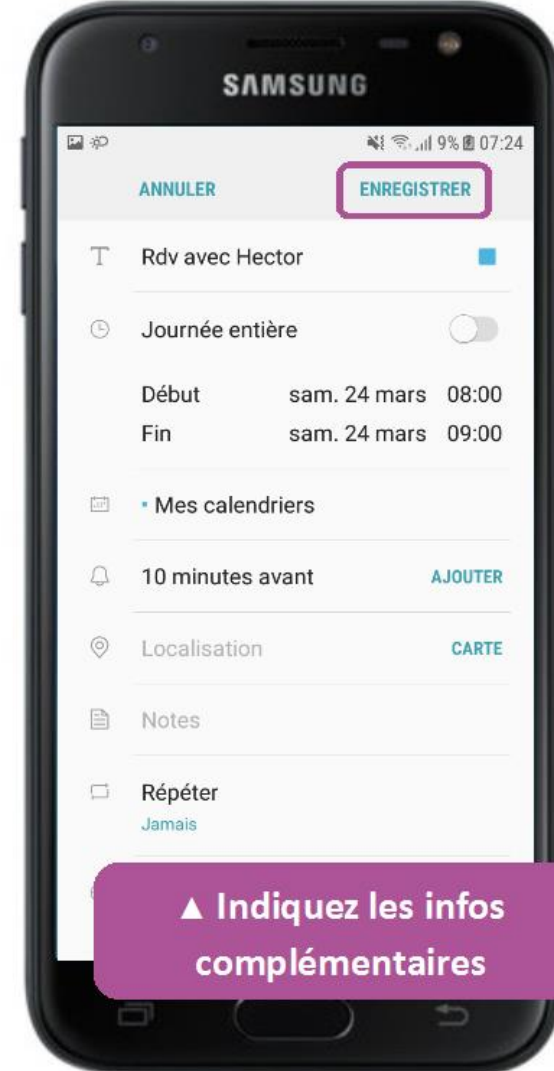 SAMSUNG
9% 07:24
ANNULER ENREGISTRER
Rdv avec Hector
Journée entière
Début sam. 24 mars 08:00
Fin sam. 24 mars 09:00
Mes calendriers
10 minutes avant AJOUTER
Localisation CARTE
Notes
Répéter
Jamais
▲ Indiquez les infos
complémentaires